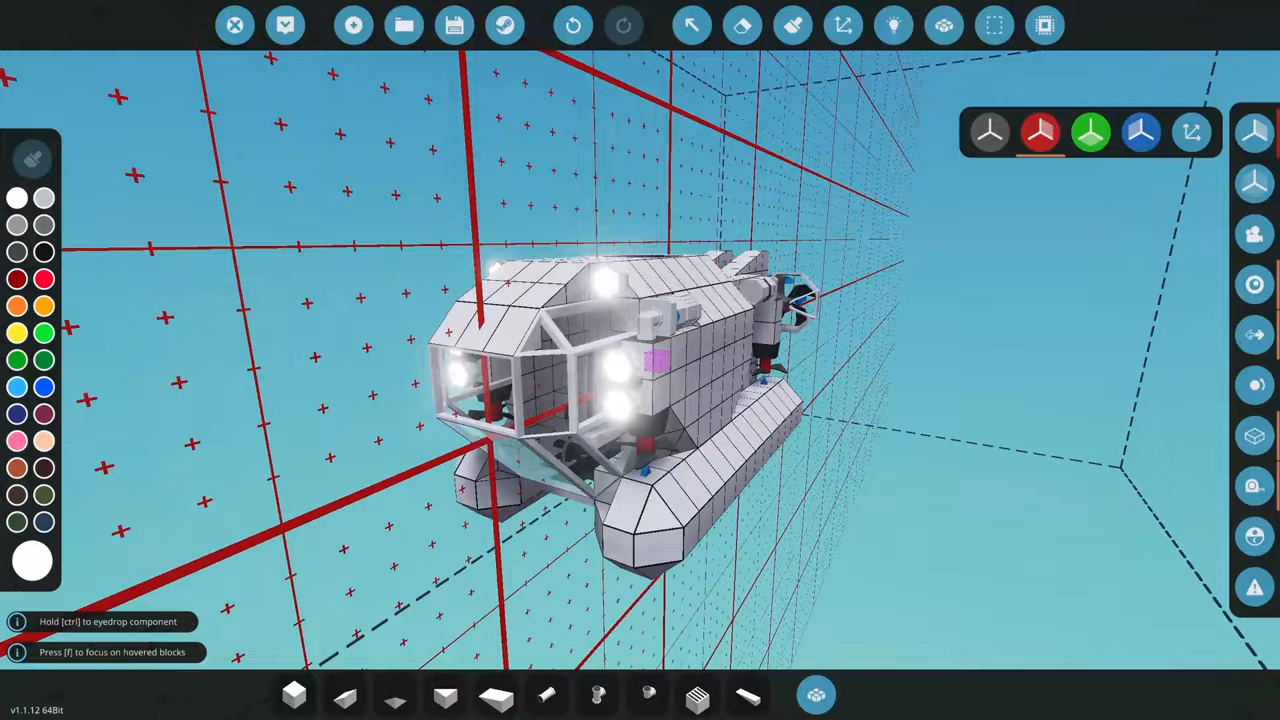 Hold [ctrl] to eyedrop component
Press [f] to focus on hovered blocks
v1.1.12 64Bit